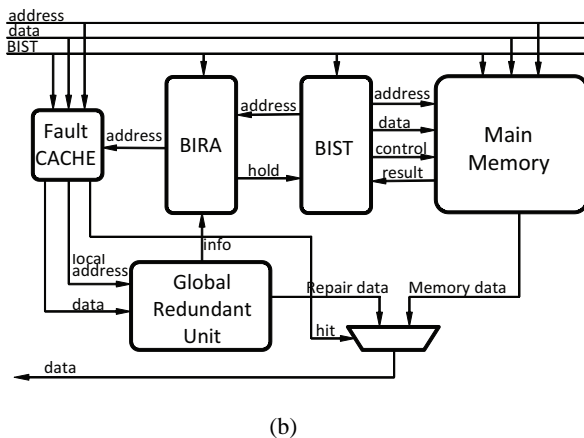 address
data
BIST
Fault
CACHE
address
BIRA
address
hold
BIST
address
data
control
result
Main
Memory
local
address
data
info
Global
Redundant
Unit
Repair data
Memory data
hit
data
(b)